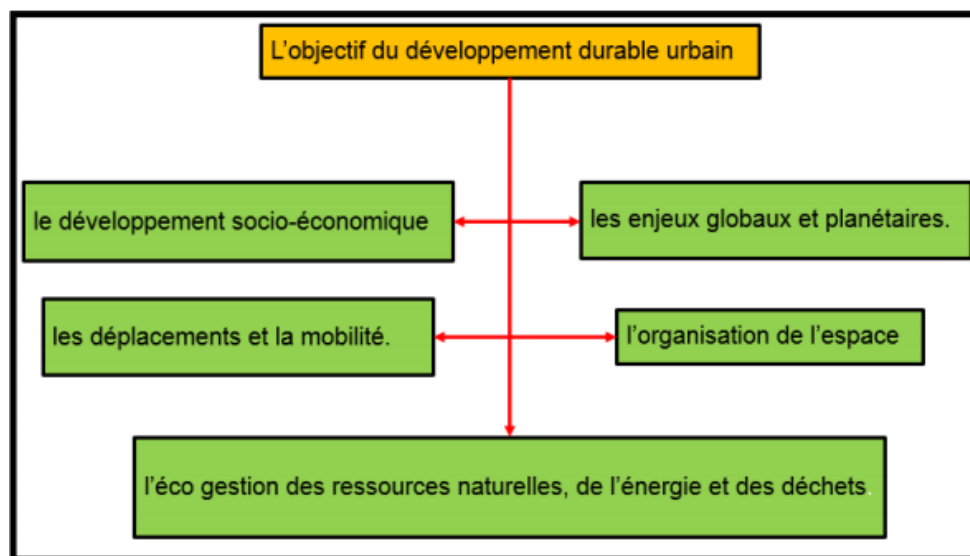 L'objectif du développement durable urbain
le développement socio-économique
les enjeux globaux et planétaires.
les déplacements et la mobilité.
l'organisation de l'espace
l'éco gestion des ressources naturelles, de l'énergie et des déchets.